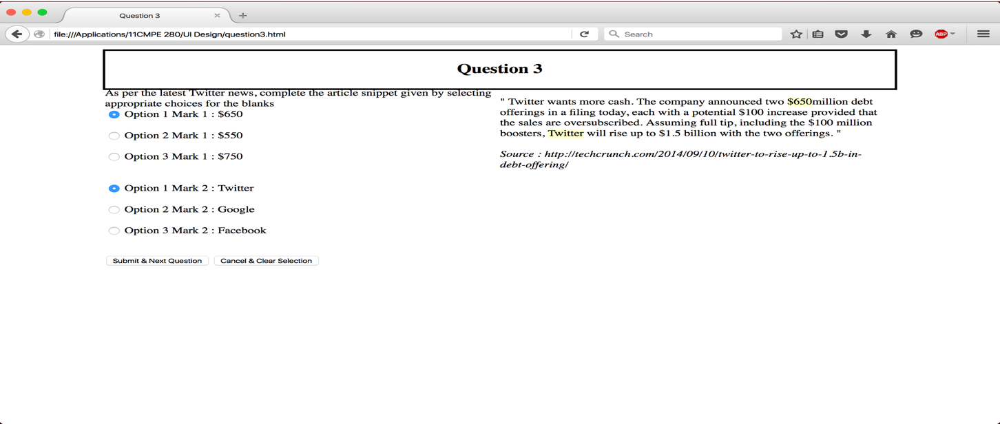 Question 3
file:///Applications/11CMPE 280/UI Design/question3.html
Search
ABP
Question 3
As per the latest Twitter news, complete the article snippet given by selecting
appropriate choices for the blanks
Option 1 Mark 1 : $650
Option 2 Mark 1 : $550
Option 3 Mark 1 : $750
Option 1 Mark 2 : Twitter
Option 2 Mark 2 : Google
Option 3 Mark 2 : Facebook
Submit & Next Question
Cancel & Clear Selection
" Twitter wants more cash. The company announced two $650million debt
offerings in a filing today, each with a potential $100 increase provided that
the sales are oversubscribed. Assuming full tip, including the $100 million
boosters, Twitter will rise up to $1.5 billion with the two offerings. "
Source : http://techcrunch.com/2014/09/10/twitter-to-rise-up-to-1.5b-in-
debt-offering/